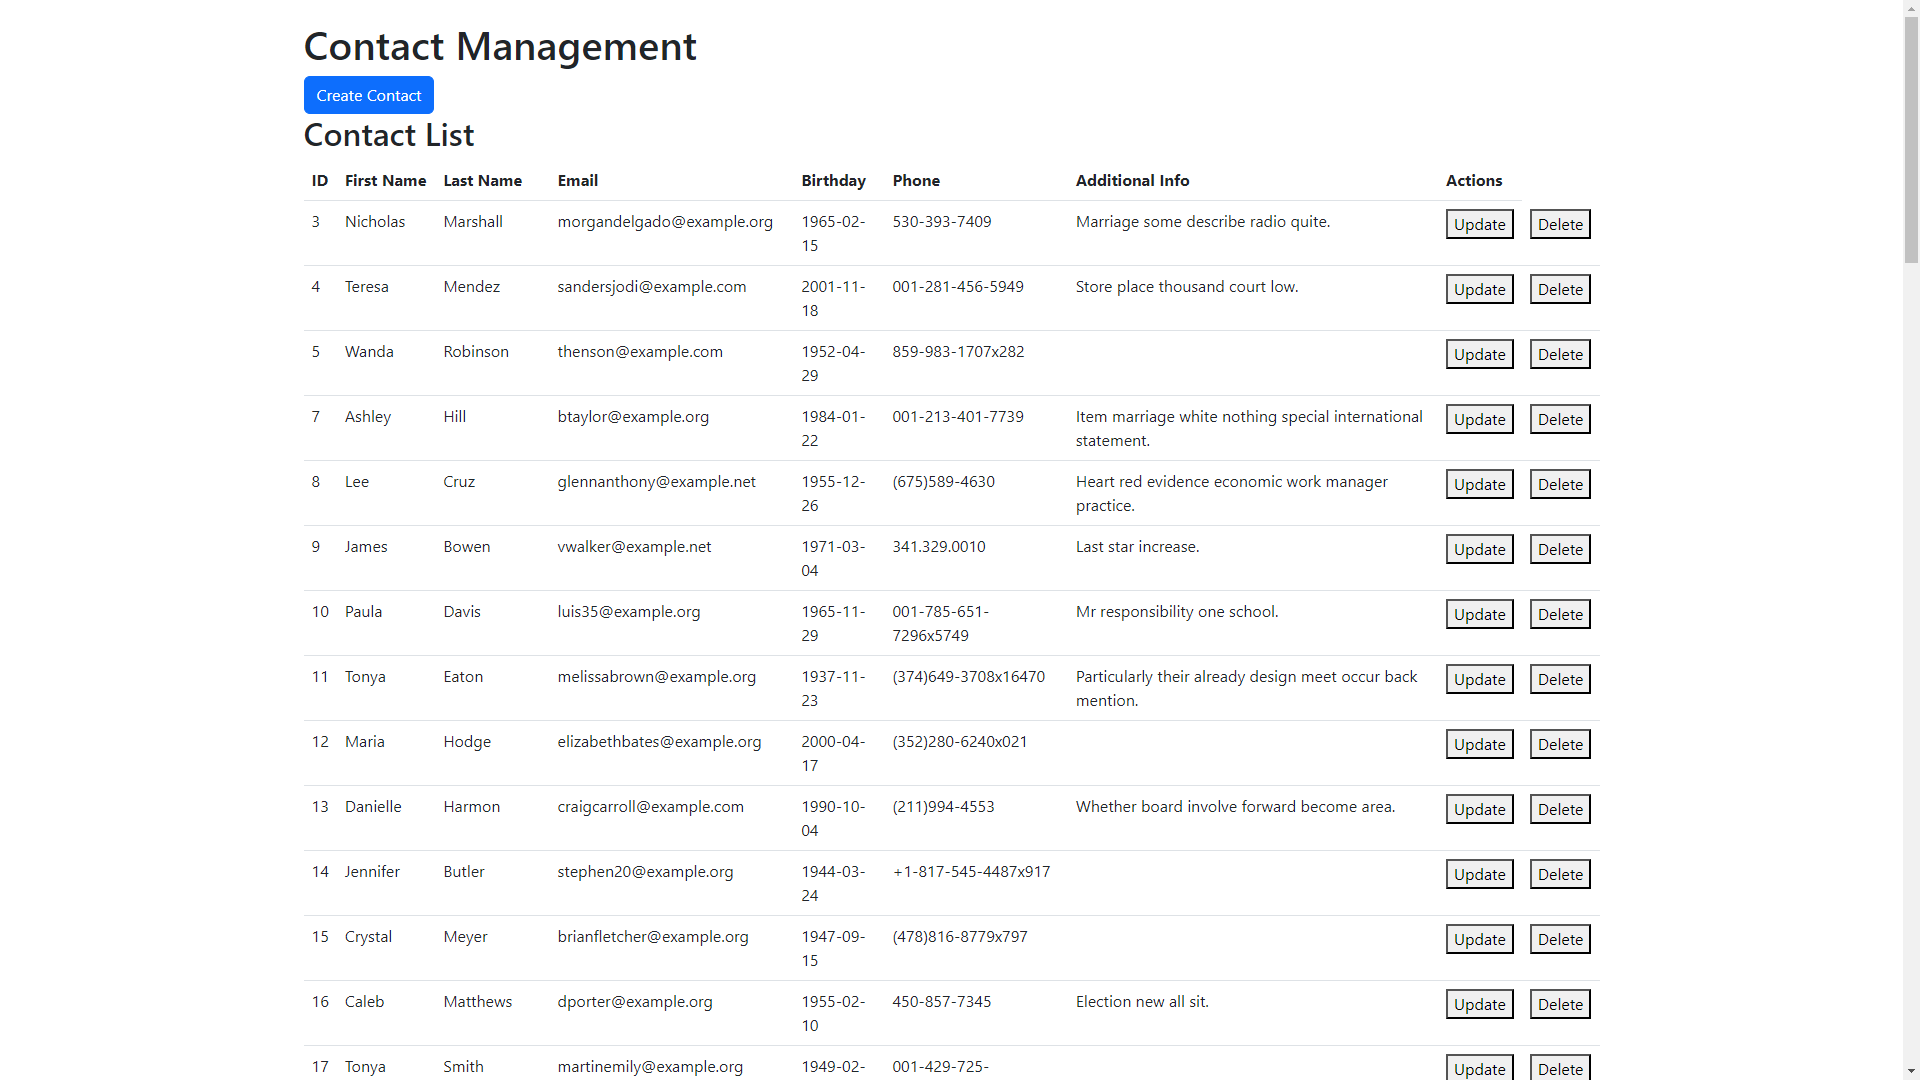 Contact Management
Create Contact
Contact List
ID First Name Last Name Email Birthday Phone Additional Info Actions
3 Nicholas Marshall morgandelgado@example.org 1965-02- 530-393-7409 Marriage some describe radio quite. Update Delete
15
4 Teresa Mendez sandersjodi@example.com 2001-11- 001-281-456-5949 Store place thousand court low. Update Delete
18
5 Wanda Robinson thenson@example.com 1952-04- 859-983-1707x282 Update Delete
29
7 Ashley Hill btaylor@example.org 1984-01- 001-213-401-7739 Item marriage white nothing special international Update Delete
22 statement.
8 Lee Cruz glennanthony@example.net 1955-12- (675)589-4630 Heart red evidence economic work manager Update Delete
26 practice.
9 James Bowen vwalker@example.net 1971-03- 341.329.0010 Last star increase. Update Delete
04
10 Paula Davis luis35@example.org 1965-11- 001-785-651- Mr responsibility one school. Update Delete
29 7296x5749
11 Tonya Eaton melissabrown@example.org 1937-11- (374)649-3708x16470 Particularly their already design meet occur back Update Delete
23 mention.
12 Maria Hodge elizabethbates@example.org 2000-04- (352)280-6240x021 Update Delete
17
13 Danielle Harmon craigcarroll@example.com 1990-10- (211)994-4553 Whether board involve forward become area. Update Delete
04
14 Jennifer Butler stephen20@example.org 1944-03- +1-817-545-4487x917 Update Delete
24
15 Crystal Meyer brianfletcher@example.org 1947-09- (478)816-8779x797 Update Delete
15
16 Caleb Matthews dporter@example.org 1955-02- 450-857-7345 Election new all sit. Update Delete
10
17 Tonya Smith martinemily@example.org 1949-02- 001-429-725- Update Delete